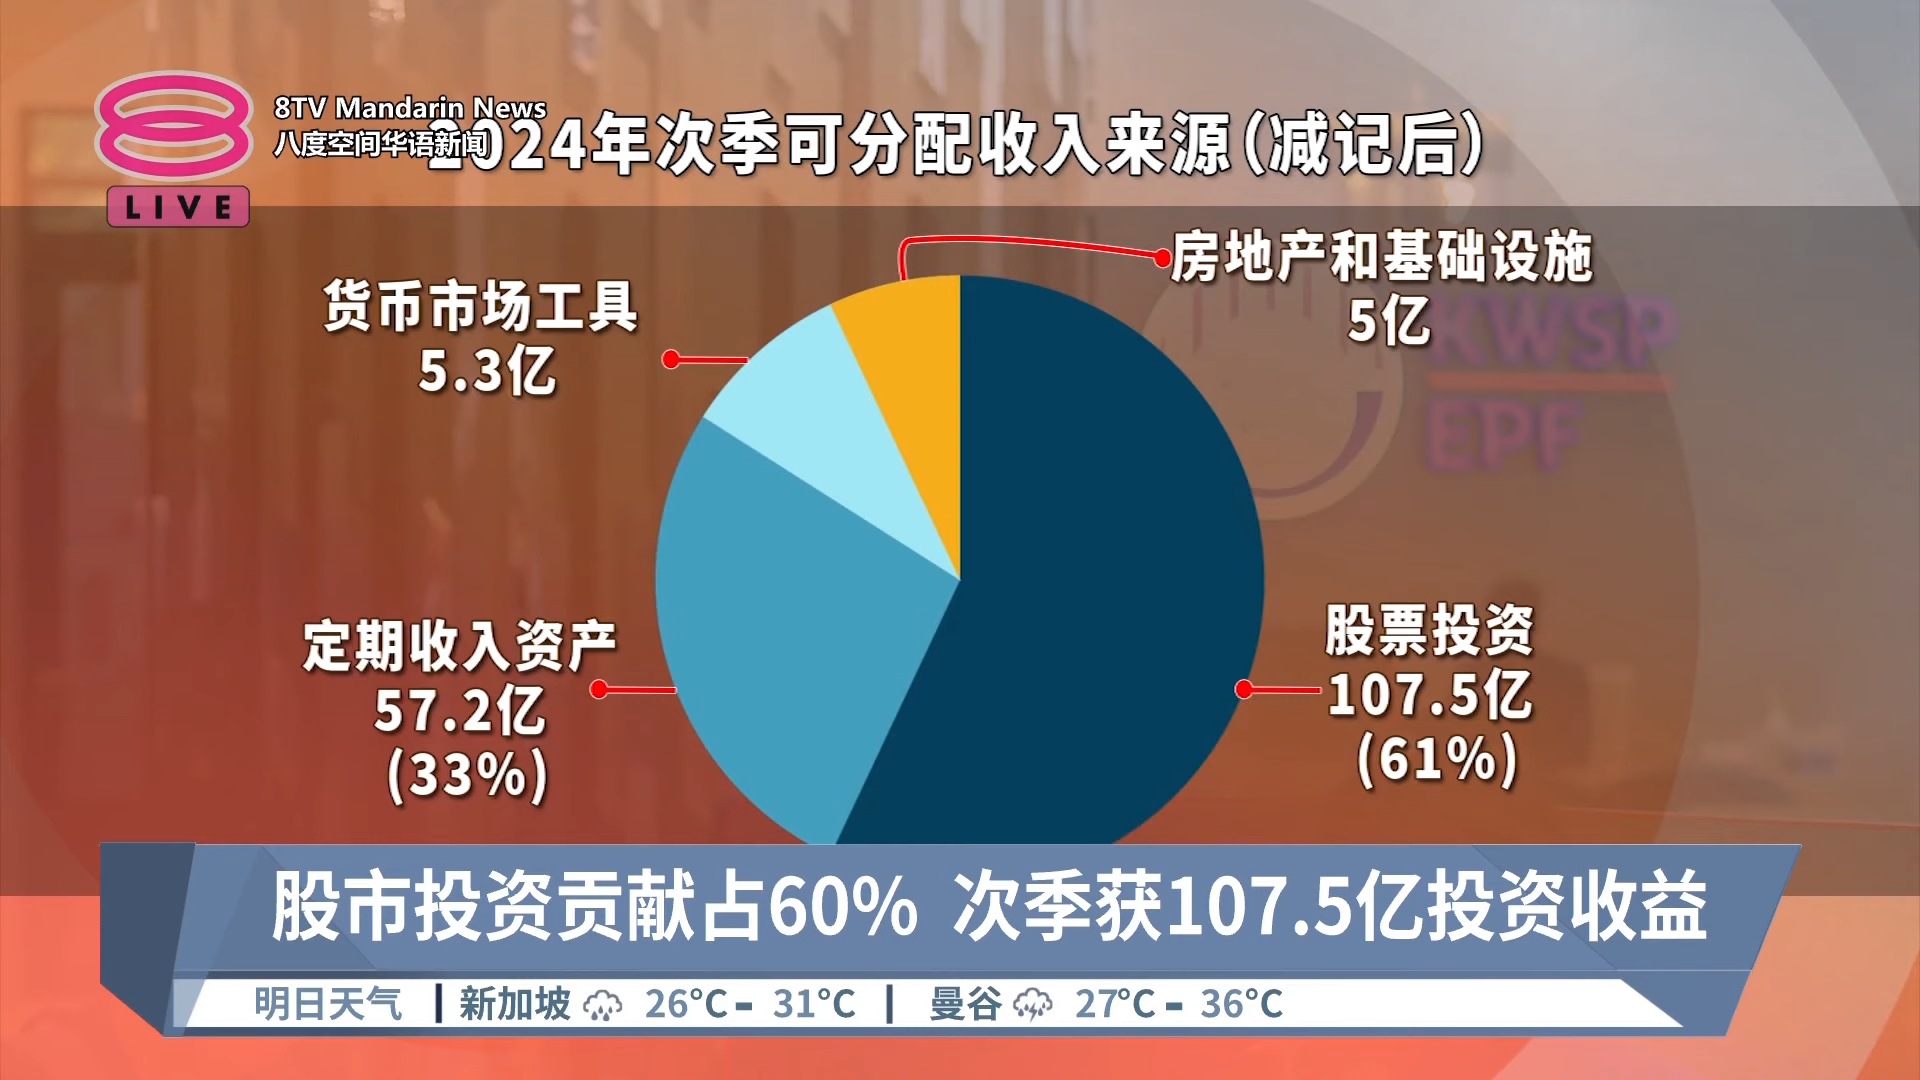 8TV Mandarin News
八度空间华语新闻
LIVE
2024年次季可分配收入来源(减记后)
房地产和基础设施
5亿
货币市场工具
5.3亿
KWSP
EPF
定期收入资产
57.2亿
(33%)
股票投资
107.5亿
(61%)
股市投资贡献占60% 次季获107.5亿投资收益
明日天气 | 新加坡 26°C - 31°C | 曼谷 27°C - 36°C